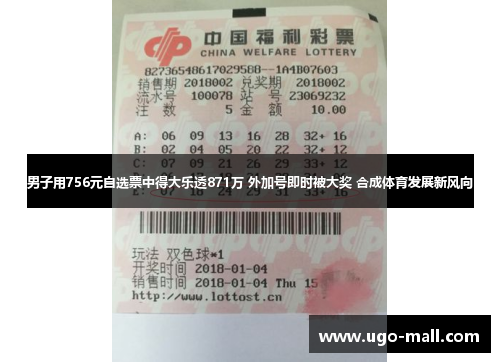 中国福利彩票
CHINA WELFARE LOTTERY
82736548617029588--1A4B07603
销售期 2018002 兑奖期 2018002
流水号 100078 站 号 23069232
注 数 5 金 额 10.00
A: 06 09 13 16 28 32+ 16
B: 02 04 05 20 22 31+ 12
C: 07 09 21 26 29 33+
男子用756元自选票中得大乐透871万 外加号即时被大奖 合成体育发展新风向
玩法 双色球*1
开奖时间 2018-01-04
销售时间 2018-01-04 Thu 15
http://www.lottost.cn
www.ugo-mall.com